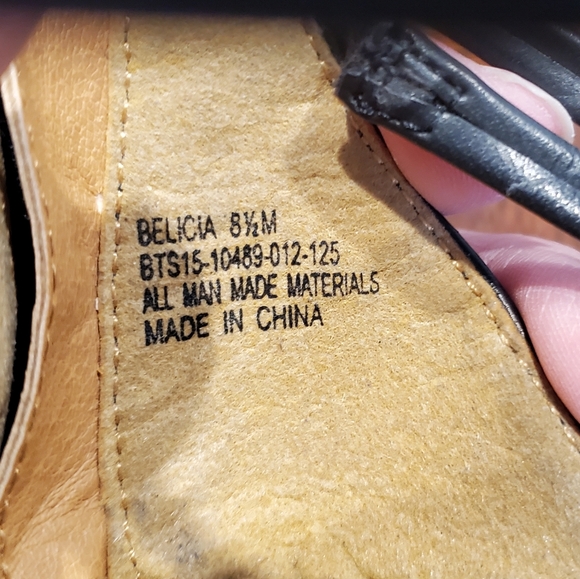 BELICIA 8½M
BTS15-10489-012-125
ALL MAN MADE MATERIALS
MADE IN CHINA